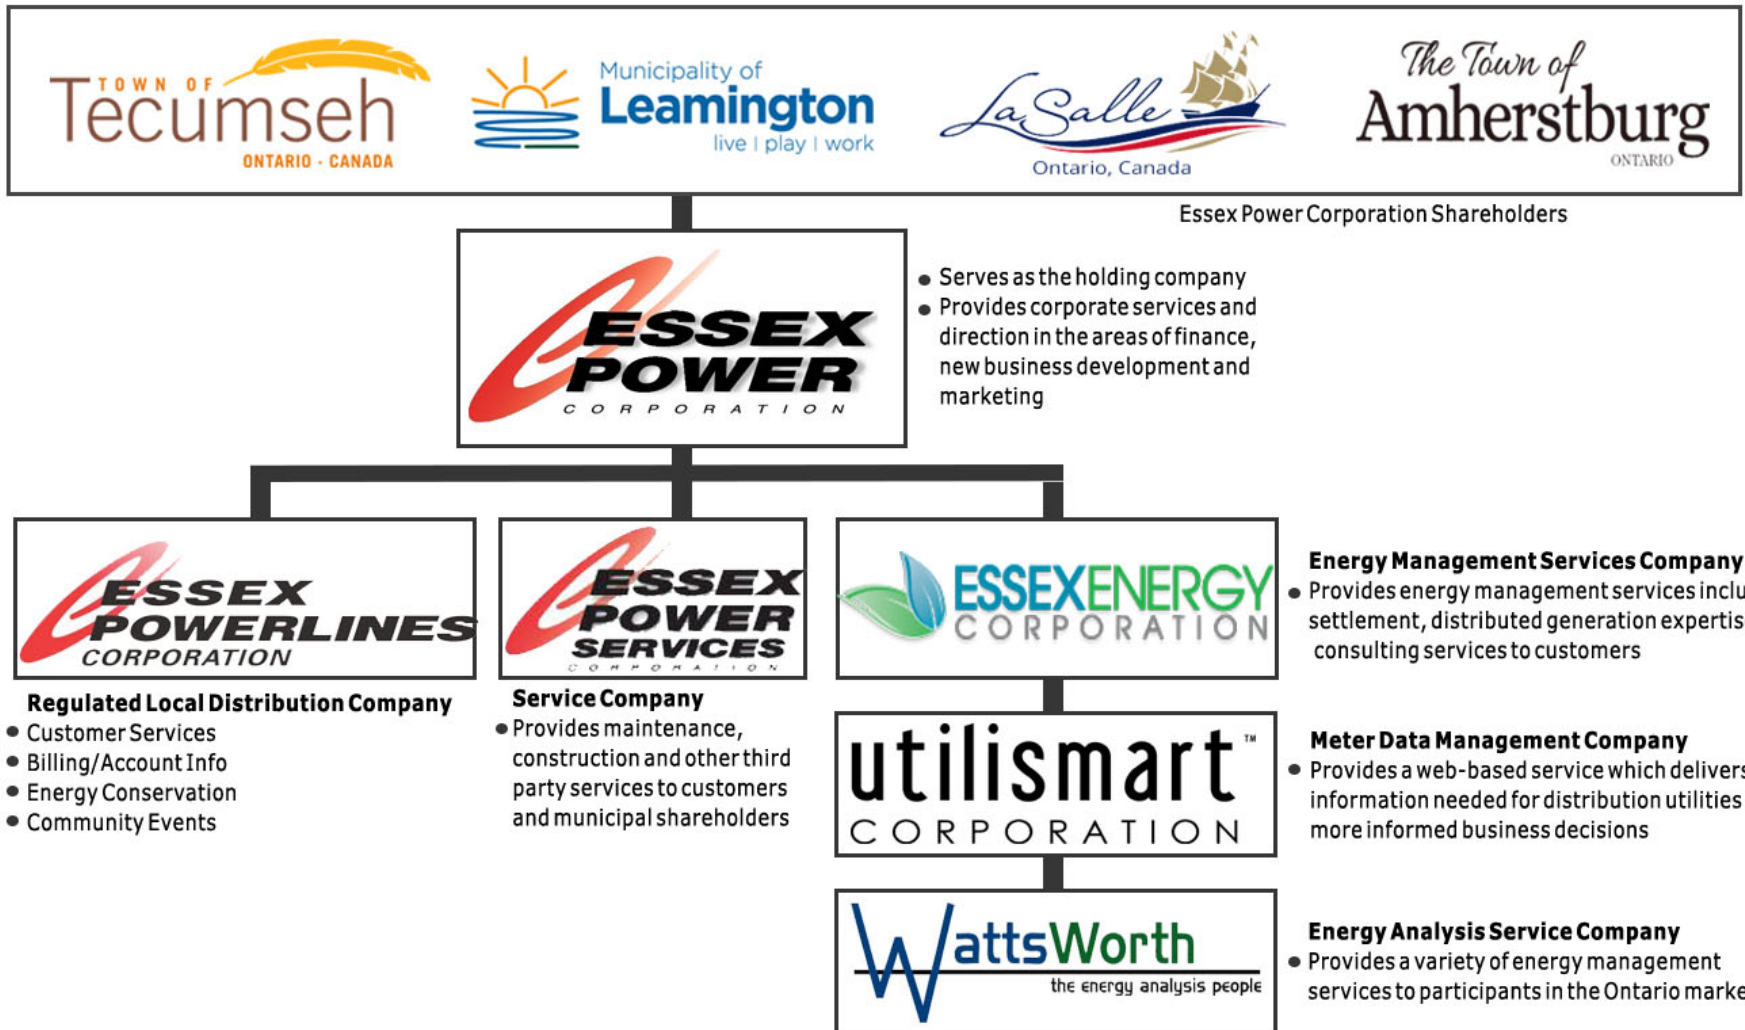 TOWN OF
Tecumseh
ONTARIO - CANADA
Municipality of
Leamington
live | play | work
LaSalle
Ontario, Canada
The Town of
Amherstburg
ONTARIO
Essex Power Corporation Shareholders
ESSEX
POWER
CORPORATION
● Serves as the holding company
● Provides corporate services and
direction in the areas of finance,
new business development and
marketing
ESSEX
POWERLINES
CORPORATION
Regulated Local Distribution Company
● Customer Services
● Billing/Account Info
● Energy Conservation
● Community Events
ESSEX
POWER
SERVICES
CORPORATION
Service Company
● Provides maintenance,
construction and other third
party services to customers
and municipal shareholders
ESSEXENERGY
CORPORATION
Energy Management Services Company
● Provides energy management services inclu
settlement, distributed generation expertis
consulting services to customers
utilismart™
CORPORATION
Meter Data Management Company
● Provides a web-based service which delivers
information needed for distribution utilities
more informed business decisions
WattsWorth
the energy analysis people
Energy Analysis Service Company
● Provides a variety of energy management
services to participants in the Ontario marke